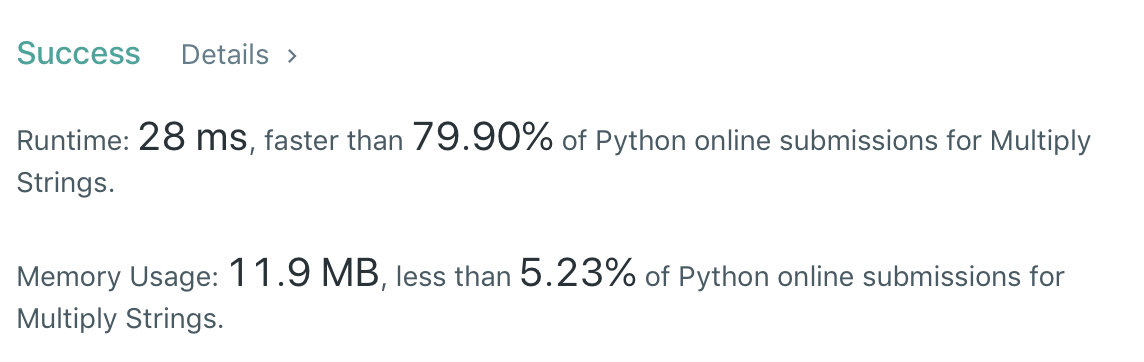 Success Details >
Runtime: 28 ms, faster than 79.90% of Python online submissions for Multiply
Strings.
Memory Usage: 11.9 MB, less than 5.23% of Python online submissions for
Multiply Strings.